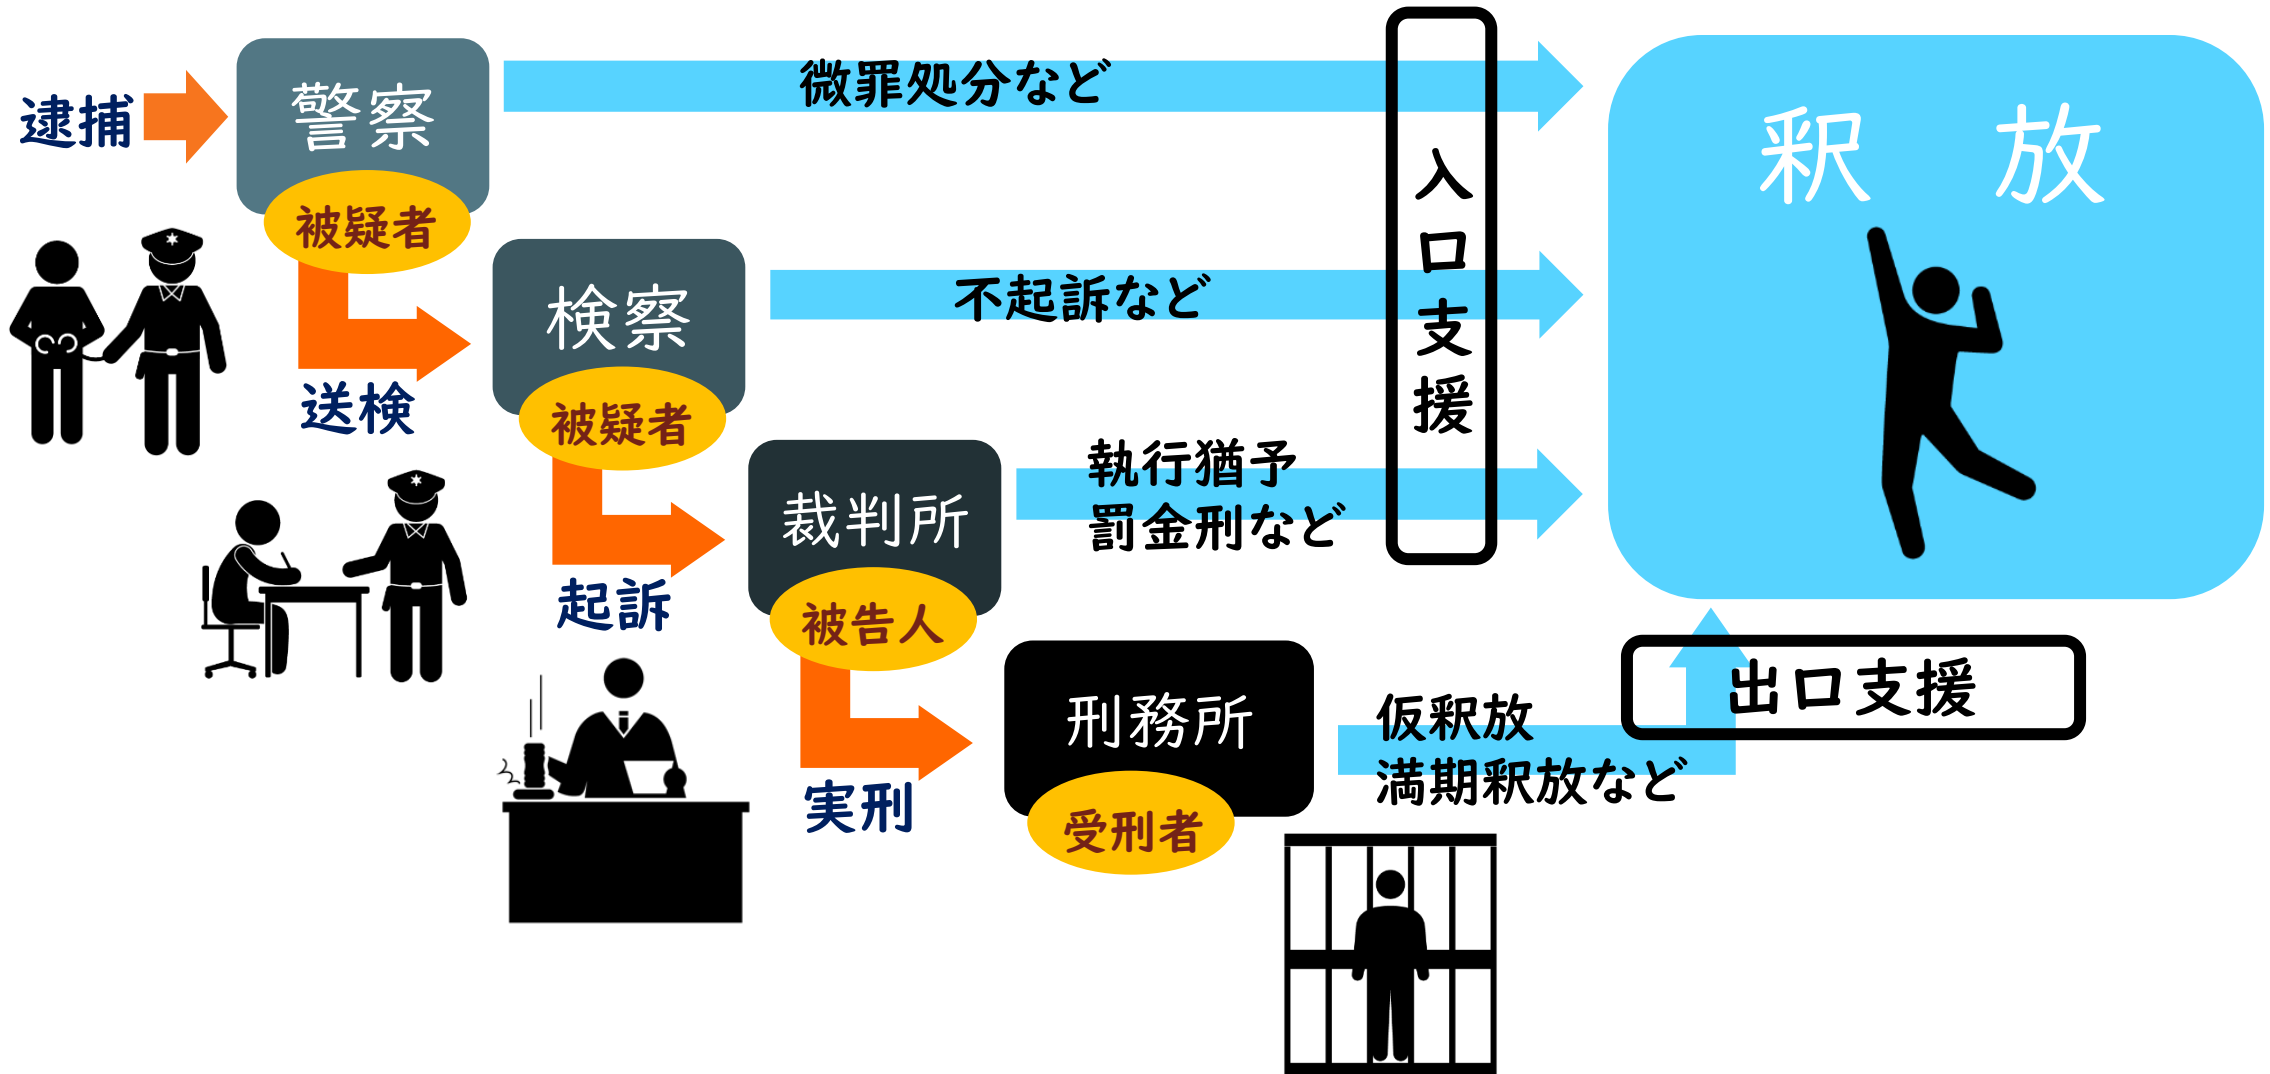 逮捕
警察
被疑者
微罪処分など
送検
検察
被疑者
不起訴など
起訴
裁判所
被告人
執行猶予
罰金刑など
入口支援
実刑
刑務所
受刑者
仮釈放
満期釈放など
出口支援
釈 放